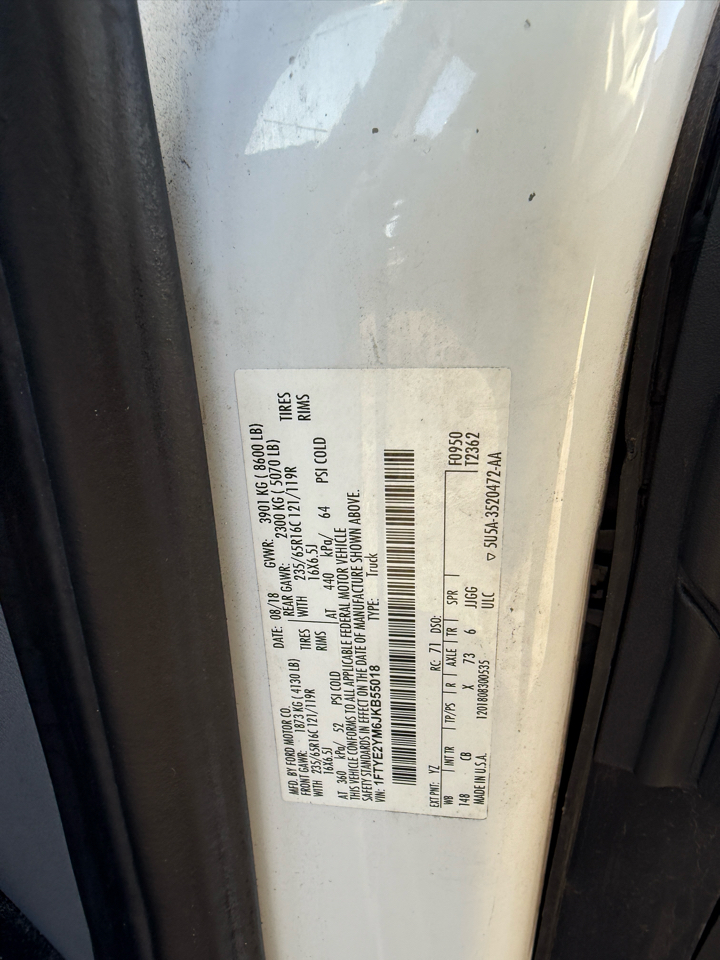 MFD. BY FORD MOTOR CO. DATE: 08/18 GVWR: 3901 KG ( 8600 LB)
FRONT GAWR: 1873 KG ( 4130 LB) REAR GAWR: 2300 KG ( 5070 LB)
WITH 235/65R16C 121/119R TIRES WITH 235/65R16C 121/119R TIRES
16X6.5J RIMS 16X6.5J RIMS
AT 360 kPa/ 52 PSI COLD AT 440 kPa/ 64 PSI COLD
THIS VEHICLE CONFORMS TO ALL APPLICABLE FEDERAL MOTOR VEHICLE
SAFETY STANDARDS IN EFFECT ON THE DATE OF MANUFACTURE SHOWN ABOVE.
VIN: 1FTYE2YM6JKB55018 TYPE: Truck
EXT PNT: YZ RC: 71 DSO: F0950
WB INT TR TP/PS R AXLE TR SPR T2362
148 CB X 73 6 JJGG
MADE IN U.S.A. 1201808300535 ULC ▽ 5U5A-3520472-AA